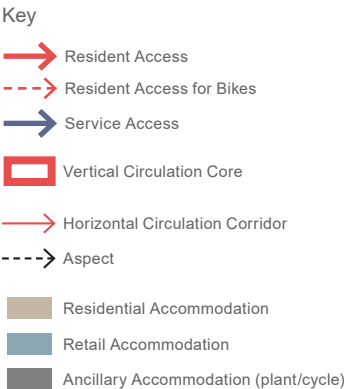 Key
Resident Access
Resident Access for Bikes
Service Access
Vertical Circulation Core
Horizontal Circulation Corridor
Aspect
Residential Accommodation
Retail Accommodation
Ancillary Accommodation (plant/cycle)